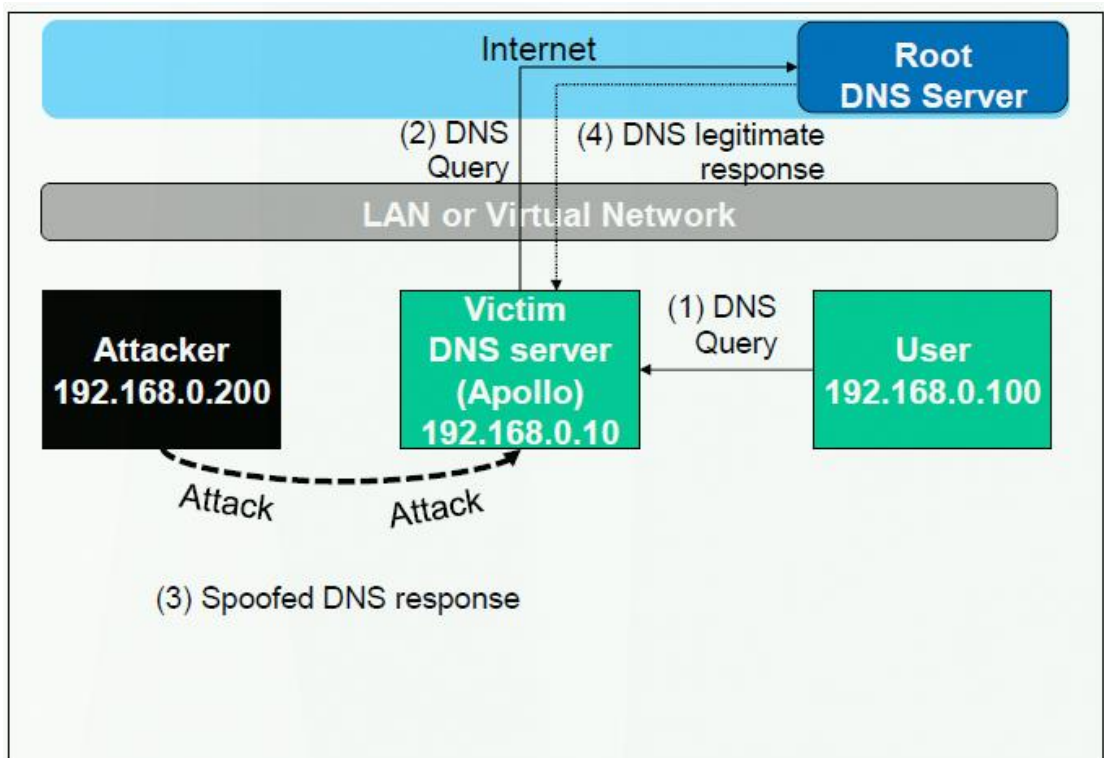 Internet
Root
DNS Server
(2) DNS
Query
(4) DNS legitimate
response
LAN or Virtual Network
Attacker
192.168.0.200
Victim
DNS server
(Apollo)
192.168.0.10
(1) DNS
Query
User
192.168.0.100
Attack
Attack
(3) Spoofed DNS response